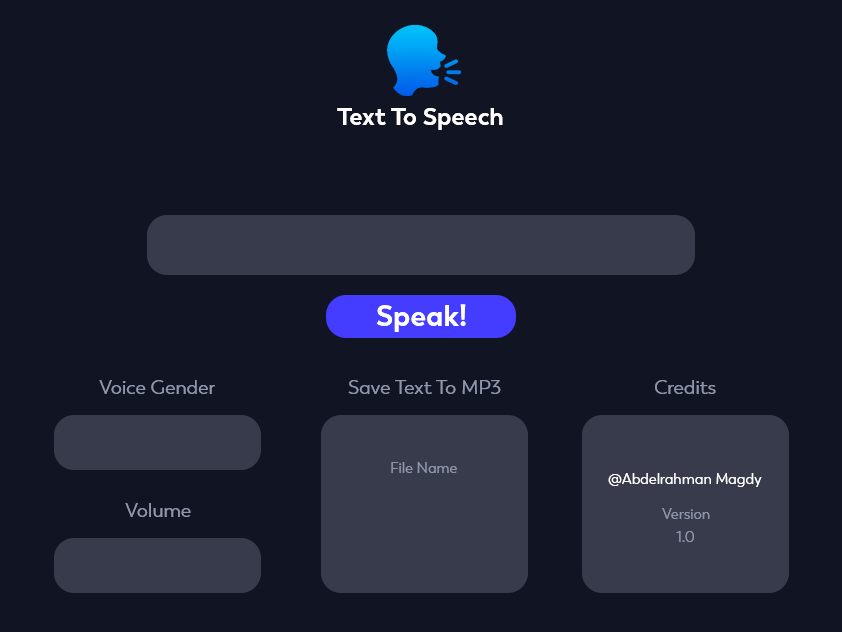 Text To Speech
Speak!
Voice Gender
Volume
Save Text To MP3
File Name
Credits
@Abdelrahman Magdy
Version
1.0